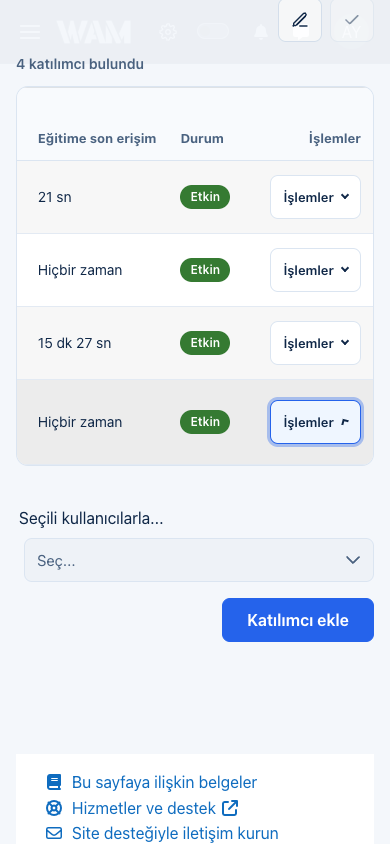 WAM
4 katılımcı bulundu
Eğitime son erişim Durum İşlemler
21 sn Etkin İşlemler
Hiçbir zaman Etkin İşlemler
15 dk 27 sn Etkin İşlemler
Hiçbir zaman Etkin İşlemler
Seçili kullanıcılarla...
Seç...
Katılımcı ekle
Bu sayfaya ilişkin belgeler
Hizmetler ve destek
Site desteğiyle iletişim kurun